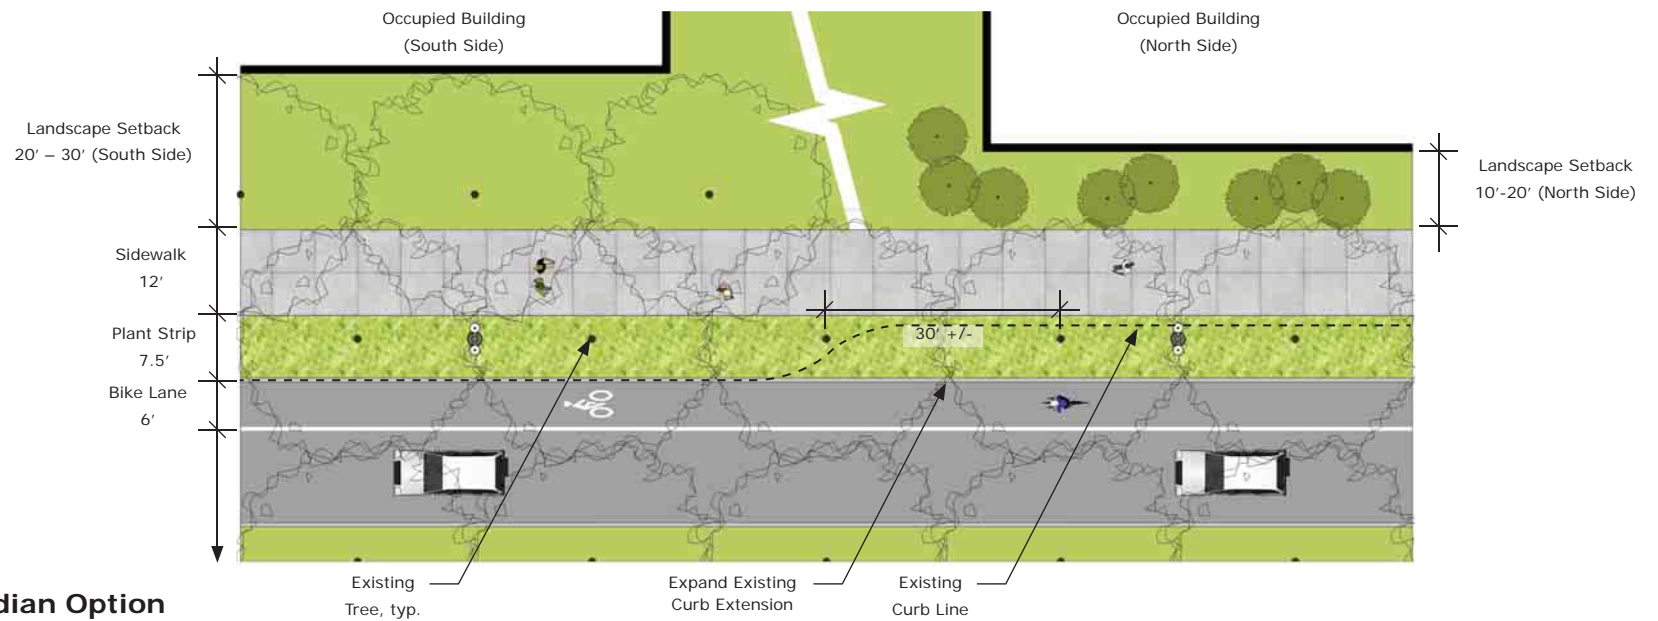 Occupied Building
(South Side)
Occupied Building
(North Side)
Landscape Setback
20’ – 30’ (South Side)
Landscape Setback
10’-20’ (North Side)
Sidewalk
12’
Plant Strip
7.5’
30’ +/-
Bike Lane
6’
Existing
Tree, typ.
Expand Existing
Curb Extension
Existing
Curb Line
dian Option